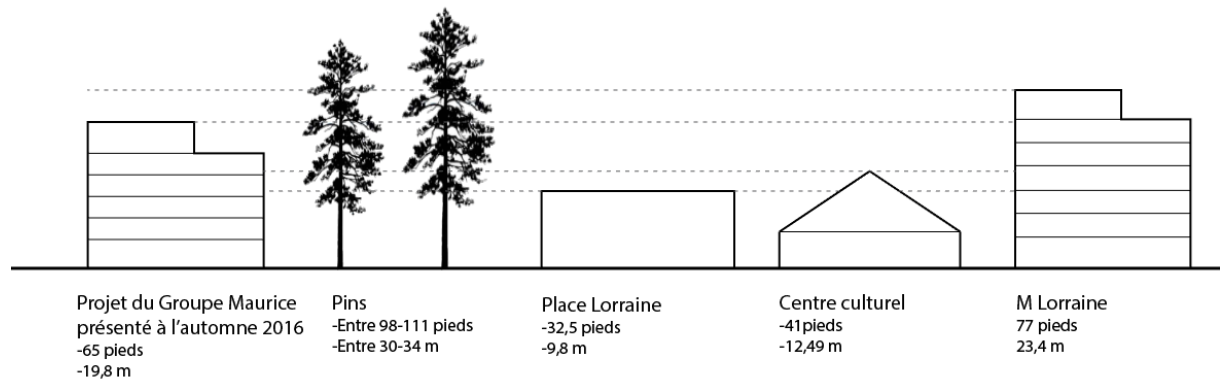 Projet du Groupe Maurice
présenté à l'automne 2016
-65 pieds
-19,8 m
Pins
-Entre 98-111 pieds
-Entre 30-34 m
Place Lorraine
-32,5 pieds
-9,8 m
Centre culturel
-41pieds
-12,49 m
M Lorraine
77 pieds
23,4 m